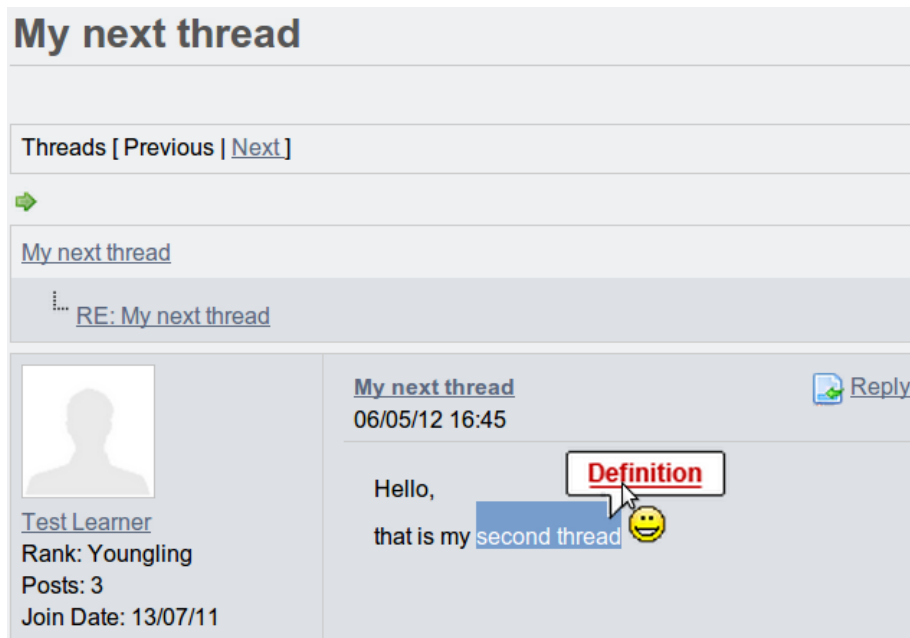 My next thread
Threads [ Previous | Next ]
My next thread
RE: My next thread
Test Learner
Rank: Youngling
Posts: 3
Join Date: 13/07/11
My next thread
Reply
06/05/12 16:45
Definition
Hello,
that is my second thread